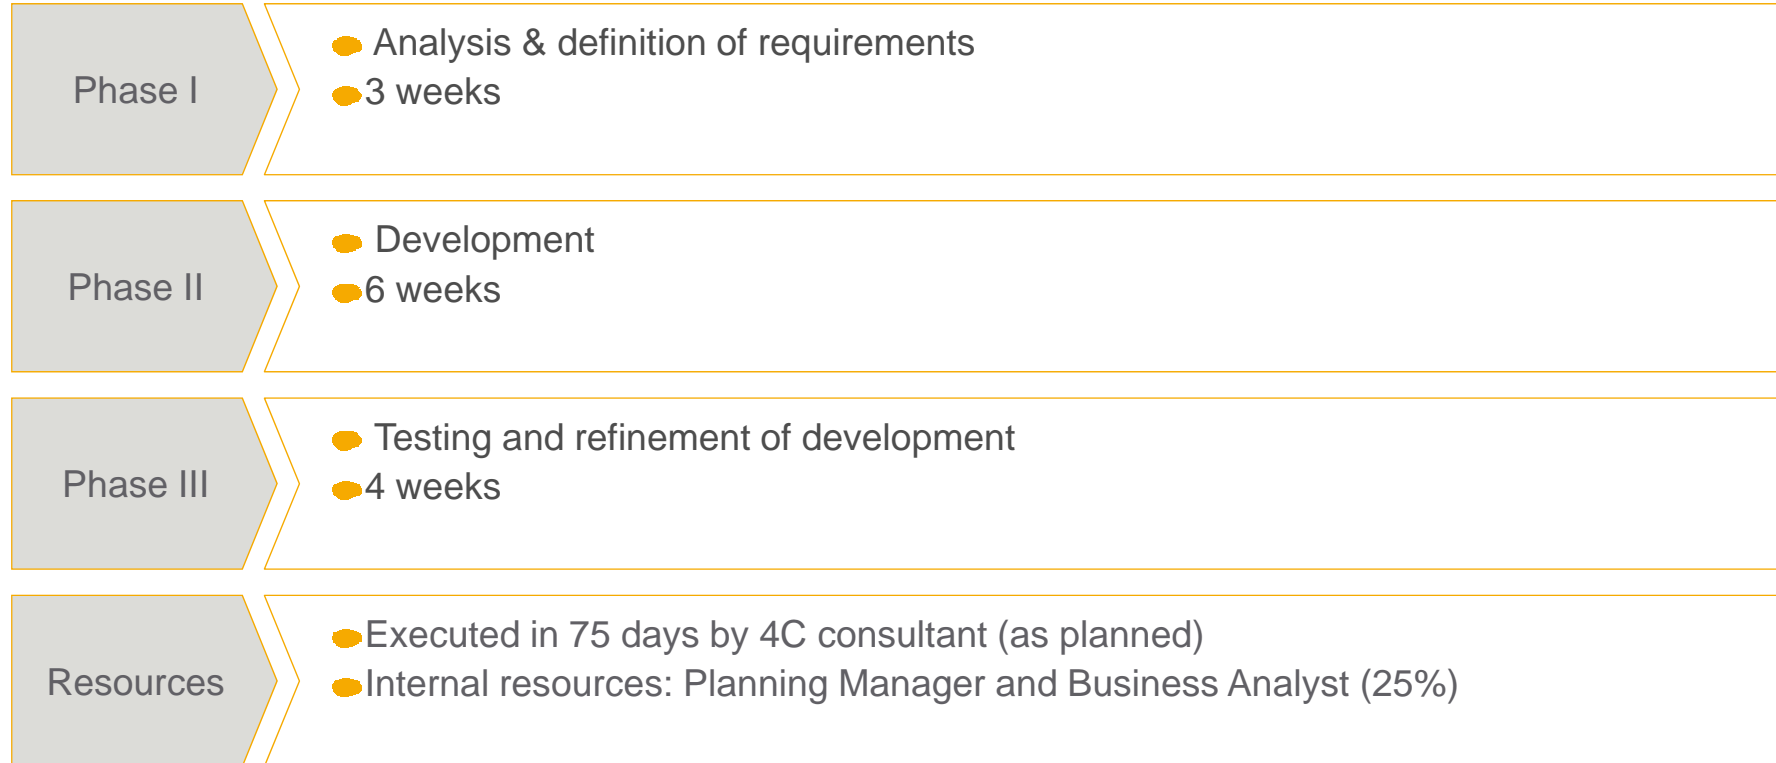 Phase I
Analysis & definition of requirements
3 weeks
Phase II
Development
6 weeks
Phase III
Testing and refinement of development
4 weeks
Resources
Executed in 75 days by 4C consultant (as planned)
Internal resources: Planning Manager and Business Analyst (25%)